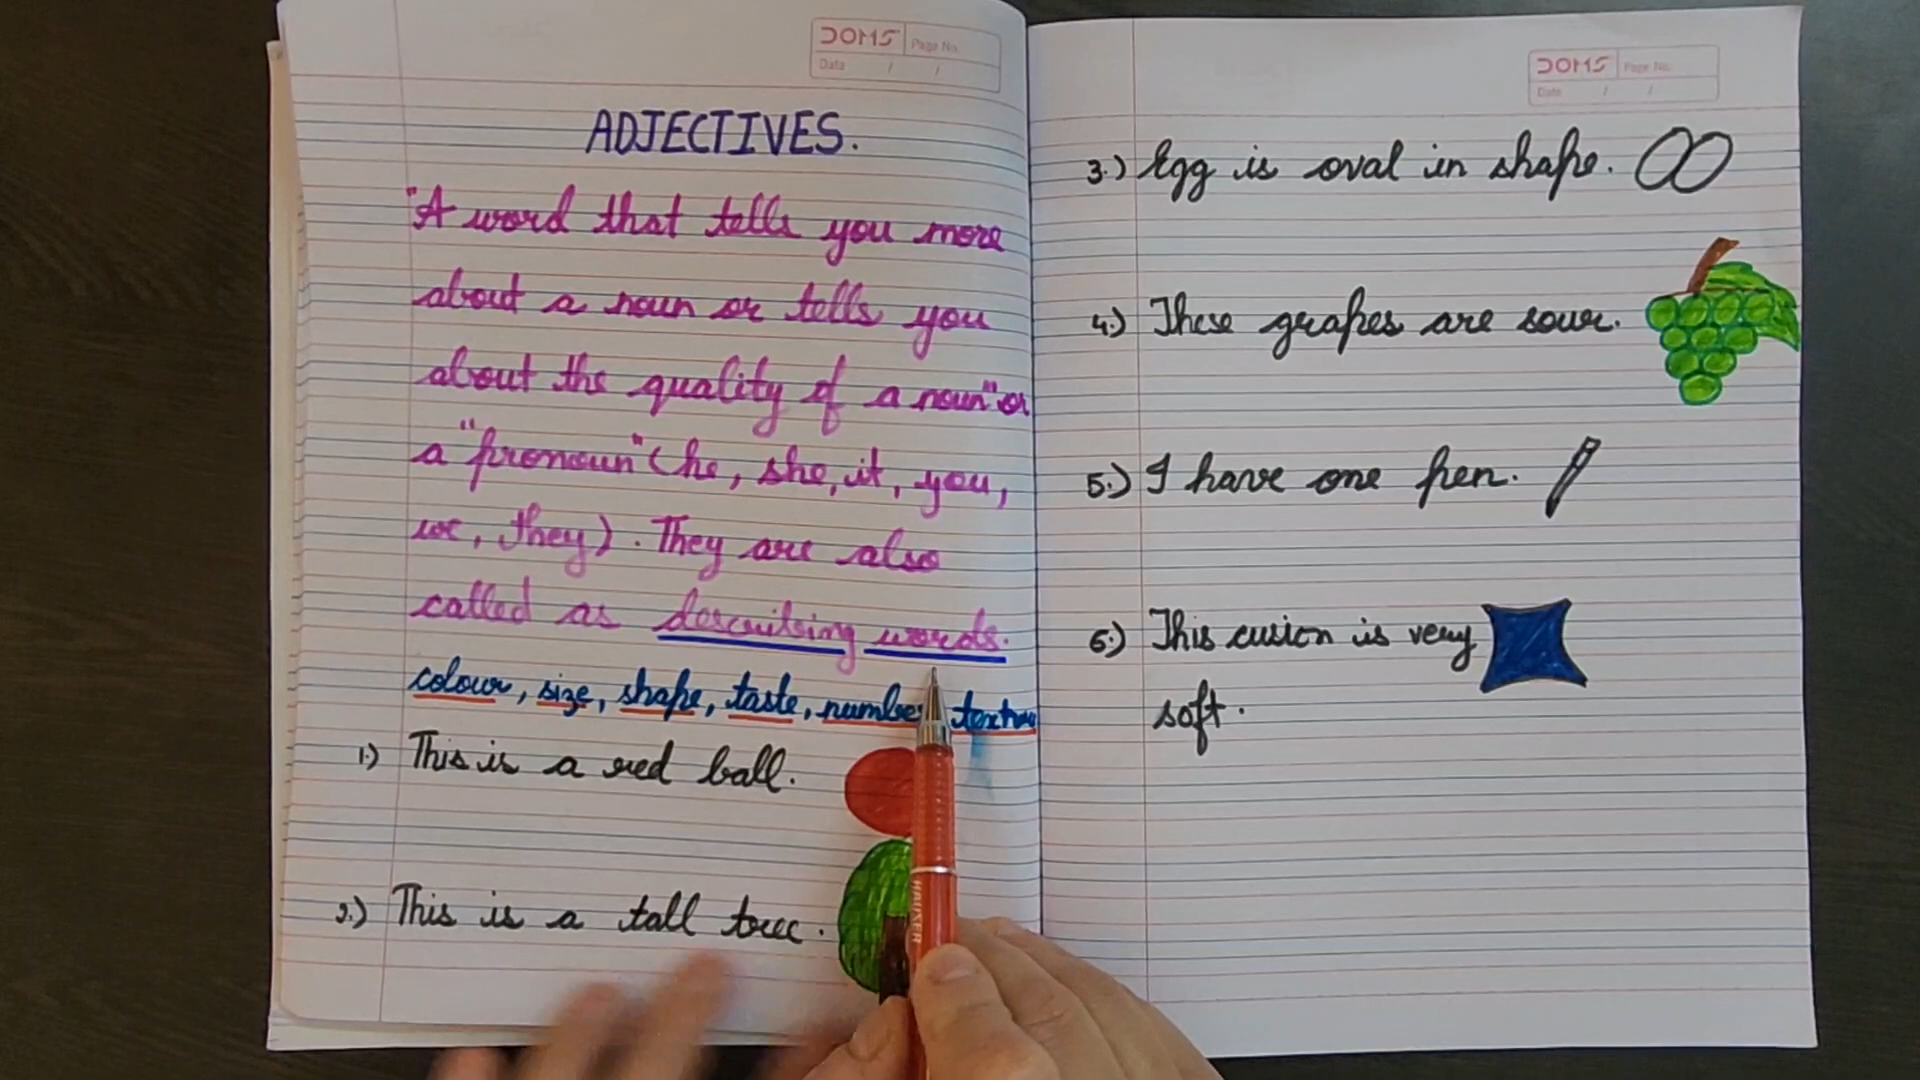 DOMS Page No.
Date / /
ADJECTIVES.
"A word that tells you more
about a noun or tells you
about the quality of a noun" or
a "pronoun" (he, she, it, you,
we, they). They are also
called as describing words.
colour, size, shape, taste, number
1.) This is a red ball.
2.) This is a tall tree.
HAUSER
DOMS Page No.
Date / /
3.) Egg is oval in shape.
4.) These grapes are sour.
5.) I have one pen.
6.) This cusion is very
soft.